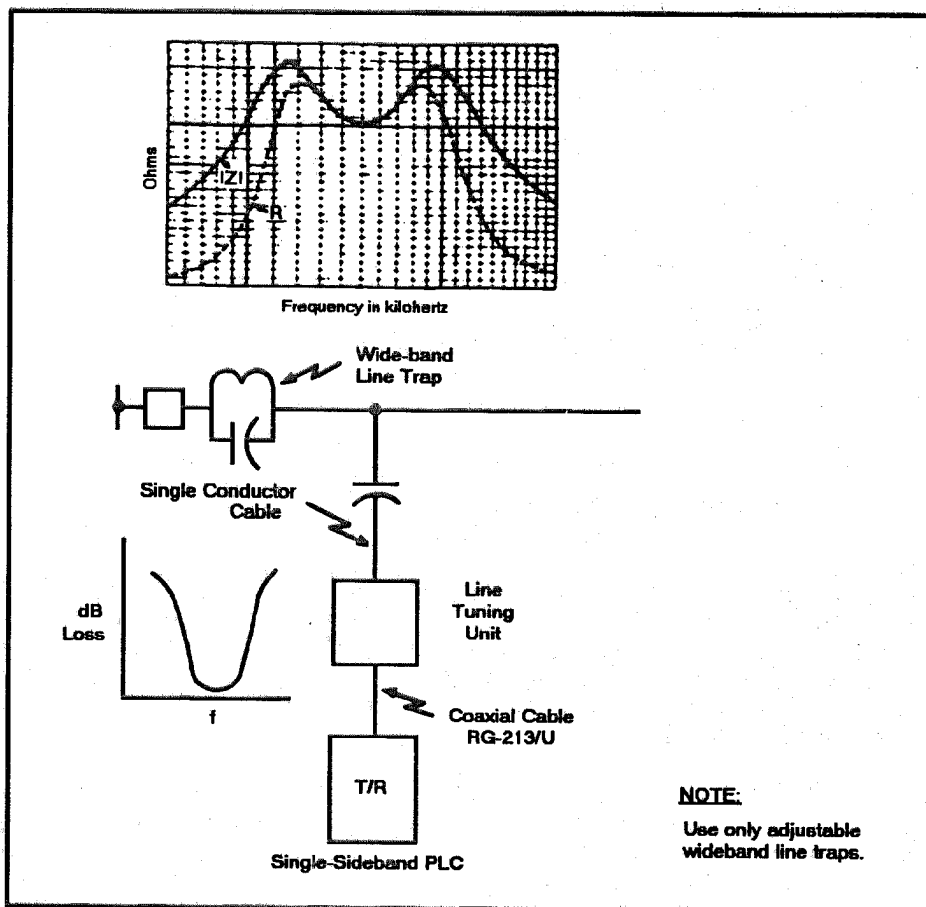 Ohms
|Z|
R
Frequency in kilohertz
Wide-band
Line Trap
Single Conductor
Cable
dB
Loss
f
Line
Tuning
Unit
Coaxial Cable
RG-213/U
T/R
Single-Sideband PLC
NOTE:
Use only adjustable
wideband line traps.